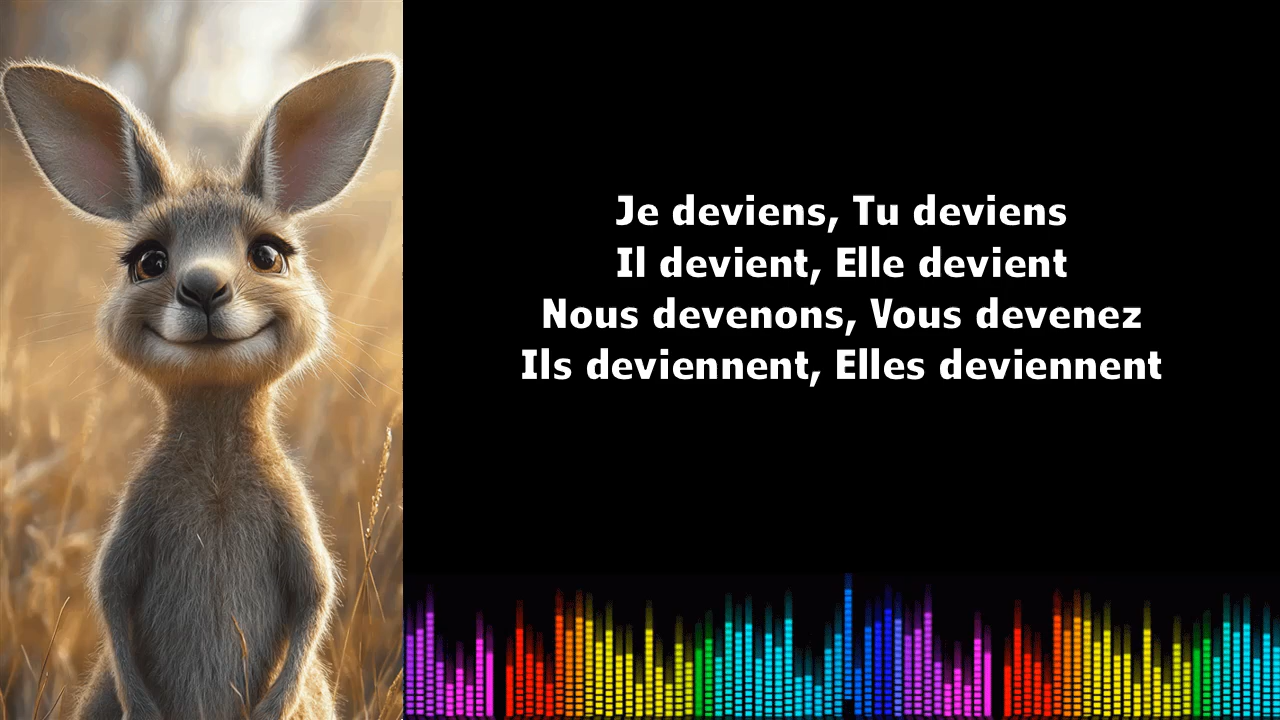 Je deviens, Tu deviens
Il devient, Elle devient
Nous devenons, Vous devenez
Ils deviennent, Elles deviennent